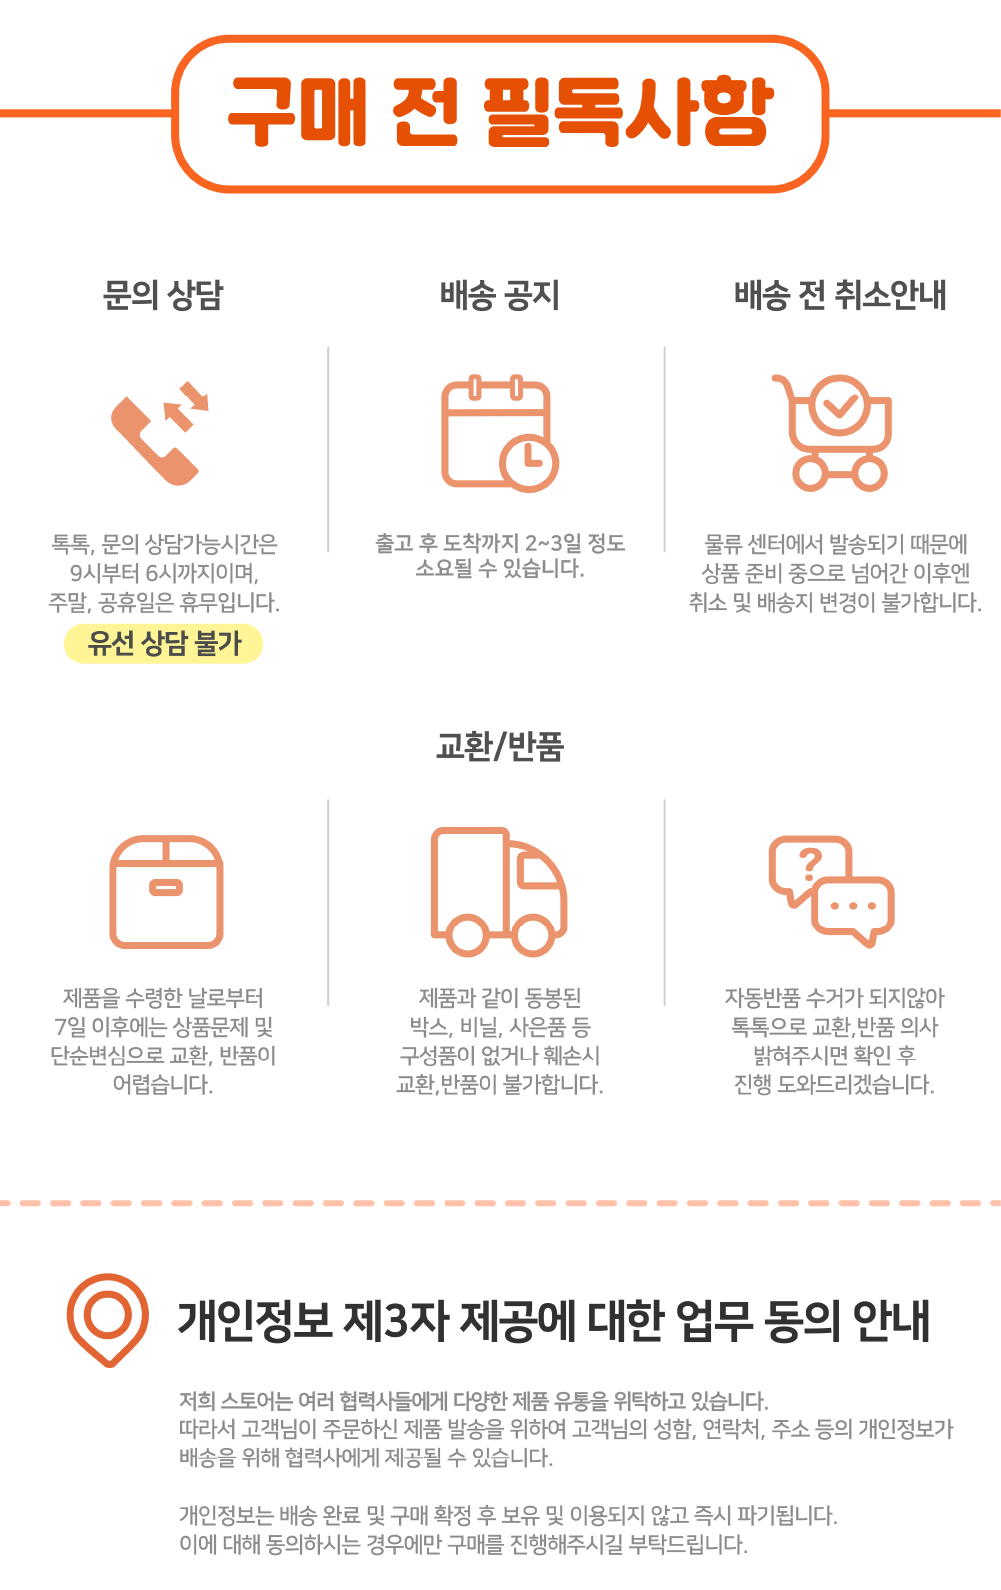 구매 전 필독사항
문의 상담
톡톡, 문의 상담가능시간은
9시부터 6시까지이며,
주말, 공휴일은 휴무입니다.
유선 상담 불가
배송 공지
출고 후 도착까지 2~3일 정도
소요될 수 있습니다.
배송 전 취소안내
물류 센터에서 발송되기 때문에
상품 준비 중으로 넘어간 이후엔
취소 및 배송지 변경이 불가합니다.
교환/반품
제품을 수령한 날로부터
7일 이후에는 상품문제 및
단순변심으로 교환, 반품이
어렵습니다.
제품과 같이 동봉된
박스, 비닐, 사은품 등
구성품이 없거나 훼손시
교환,반품이 불가합니다.
?
자동반품 수거가 되지않아
톡톡으로 교환,반품 의사
밝혀주시면 확인 후
진행 도와드리겠습니다.
개인정보 제3자 제공에 대한 업무 동의 안내
저희 스토어는 여러 협력사들에게 다양한 제품 유통을 위탁하고 있습니다.
따라서 고객님이 주문하신 제품 발송을 위하여 고객님의 성함, 연락처, 주소 등의 개인정보가
배송을 위해 협력사에게 제공될 수 있습니다.
개인정보는 배송 완료 및 구매 확정 후 보유 및 이용되지 않고 즉시 파기됩니다.
이에 대해 동의하시는 경우에만 구매를 진행해주시길 부탁드립니다.